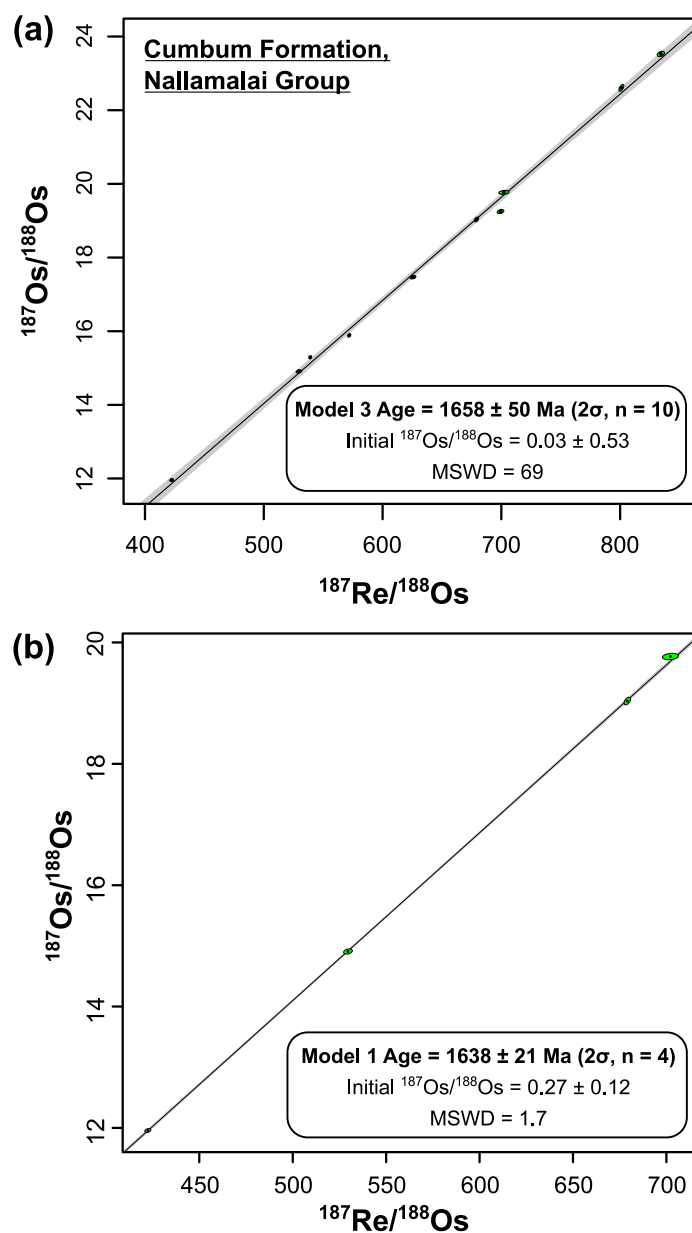 (a)
Cumbum Formation,
Nallamalai Group
24
22
20
18
16
14
12
¹⁸⁷Os/¹⁸⁸Os
Model 3 Age = 1658 ± 50 Ma (2σ, n = 10)
Initial ¹⁸⁷Os/¹⁸⁸Os = 0.03 ± 0.53
MSWD = 69
400 500 600 700 800
¹⁸⁷Re/¹⁸⁸Os
(b)
20
18
16
14
12
¹⁸⁷Os/¹⁸⁸Os
Model 1 Age = 1638 ± 21 Ma (2σ, n = 4)
Initial ¹⁸⁷Os/¹⁸⁸Os = 0.27 ± 0.12
MSWD = 1.7
450 500 550 600 650 700
¹⁸⁷Re/¹⁸⁸Os